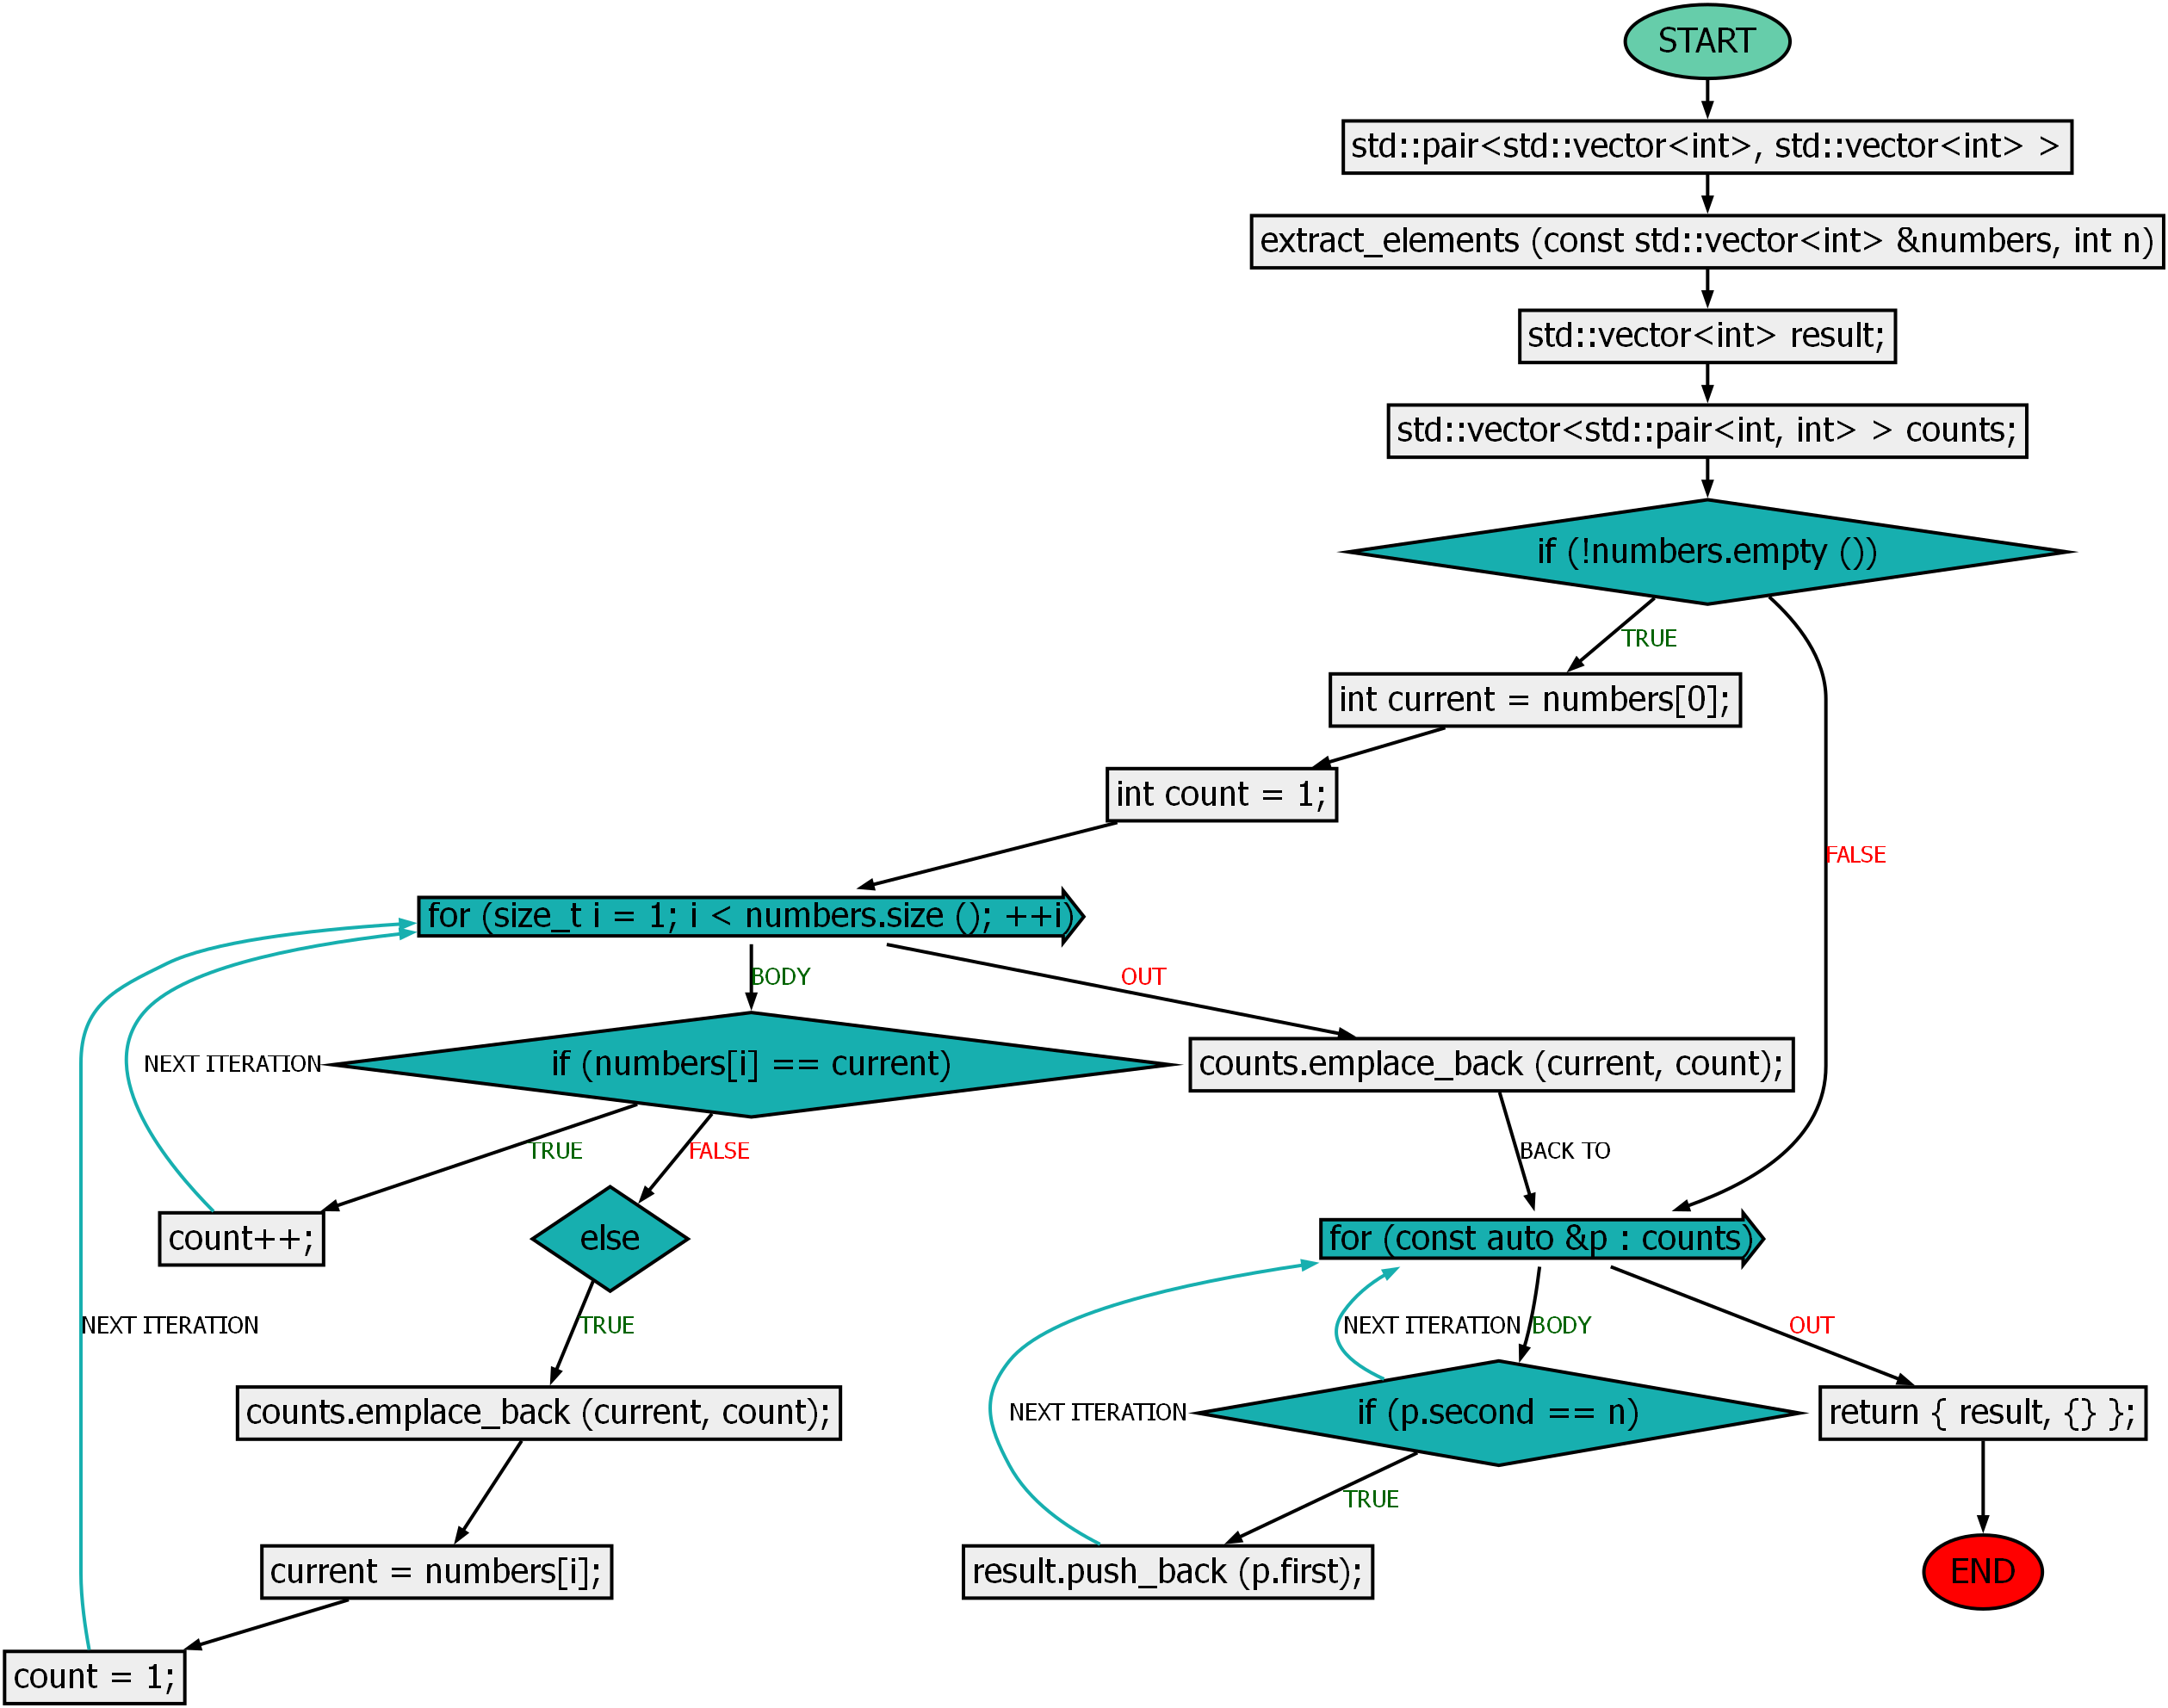 START
std::pair<std::vector<int>, std::vector<int> >
extract_elements (const std::vector<int> &numbers, int n)
std::vector<int> result;
std::vector<std::pair<int, int> > counts;
if (!numbers.empty ())
TRUE
int current = numbers[0];
int count = 1;
FALSE
for (size_t i = 1; i < numbers.size (); ++i)
BODY
OUT
NEXT ITERATION
if (numbers[i] == current)
counts.emplace_back (current, count);
TRUE
FALSE
BACK TO
count++;
else
for (const auto &p : counts)
NEXT ITERATION
TRUE
NEXT ITERATION
BODY
OUT
counts.emplace_back (current, count);
NEXT ITERATION
if (p.second == n)
return { result, {} };
TRUE
current = numbers[i];
result.push_back (p.first);
END
count = 1;